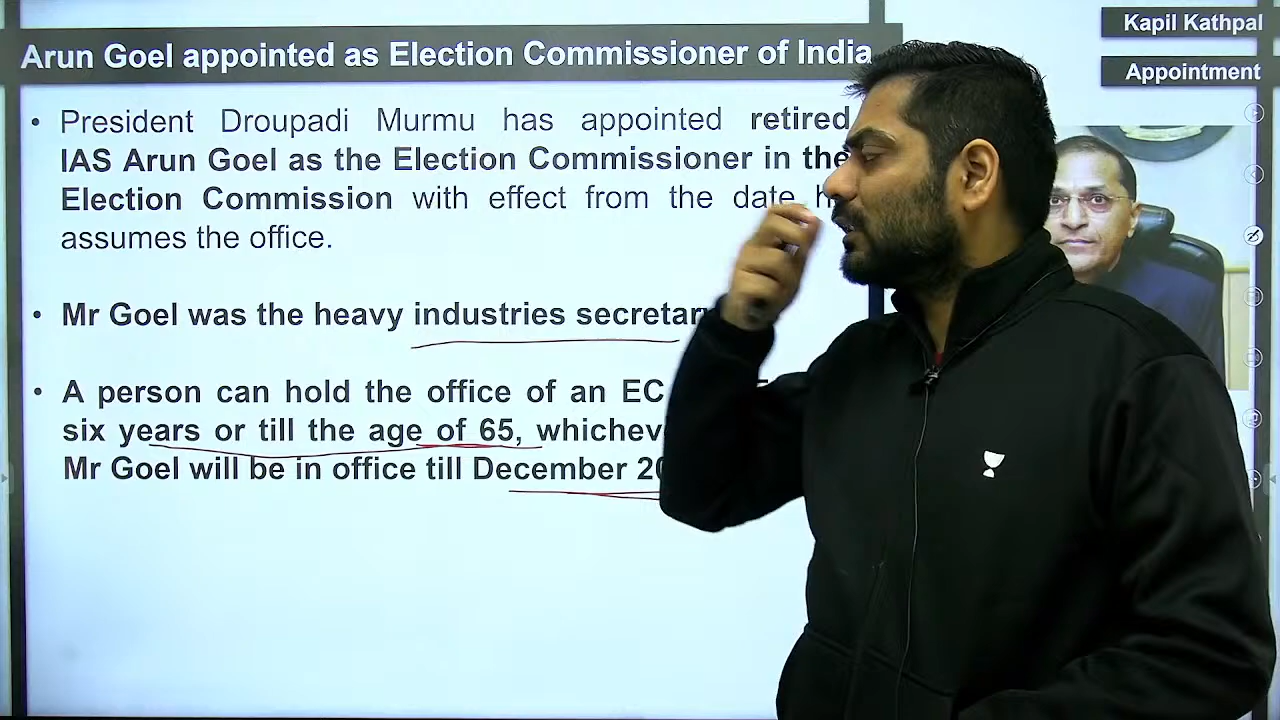 Kapil Kathpal
Appointment
Arun Goel appointed as Election Commissioner of India
• President Droupadi Murmu has appointed retired
IAS Arun Goel as the Election Commissioner in the
Election Commission with effect from the date
assumes the office.
• Mr Goel was the heavy industries
• A person can hold the office of an EC
six years or till the age of 65,
Mr Goel will be in office till December